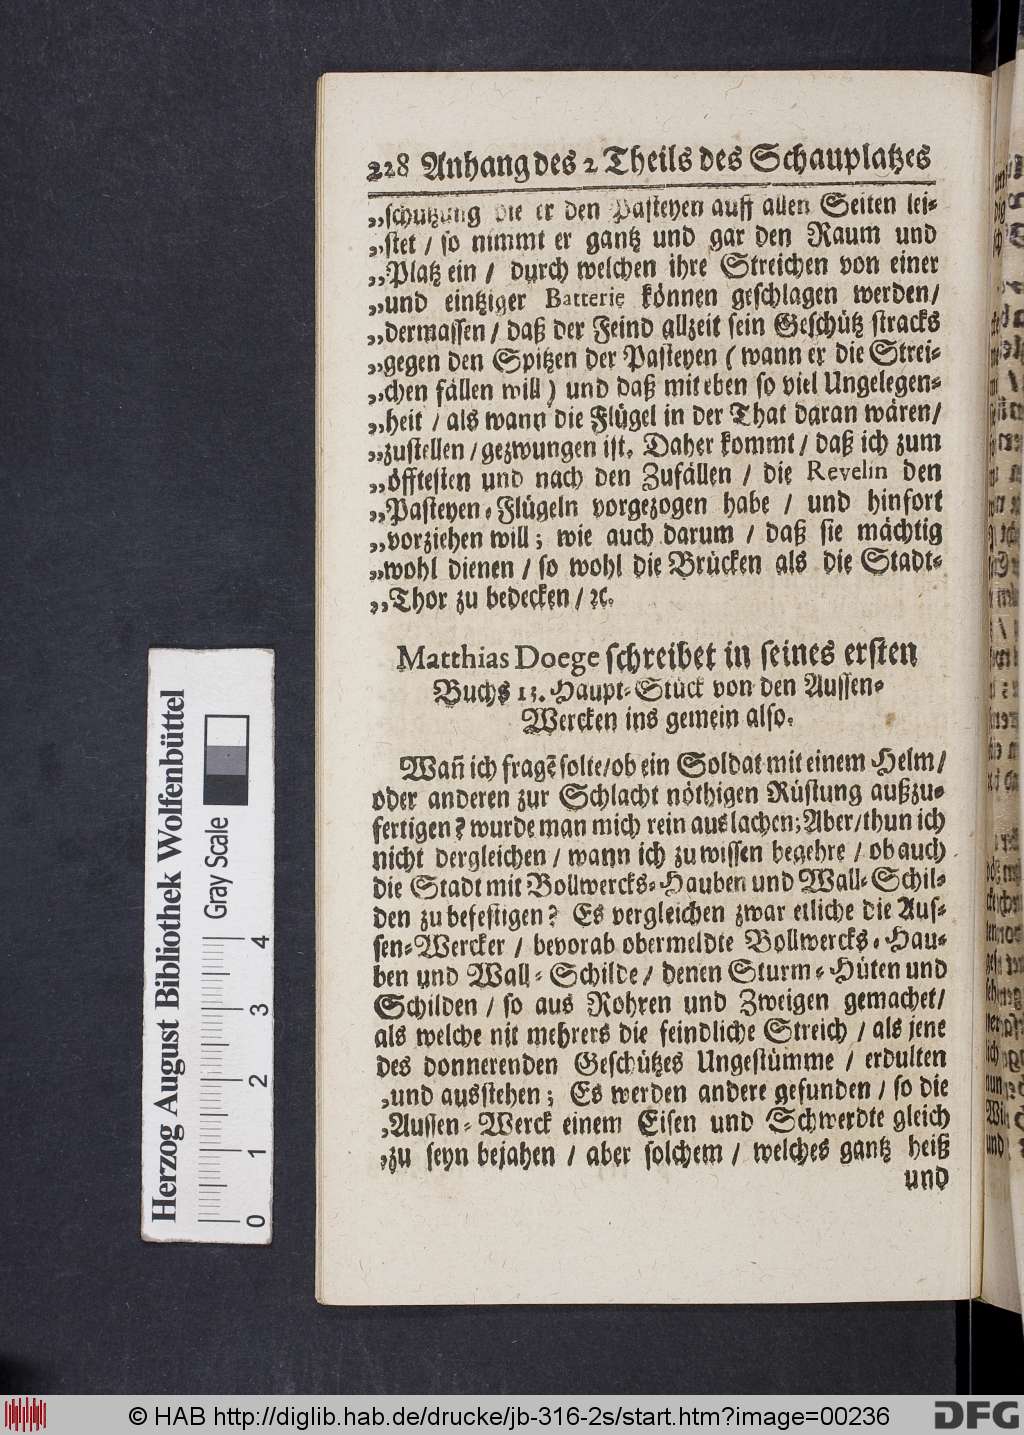 228 Anhang des 2 Theils des Schauplatzes
„schutzung die er den Pasteyen auff allen Seiten lei-
„stet / so nimmt er gantz und gar den Raum und
„Platz ein / durch welchen ihre Streichen von einer
„und eintziger Batterie können geschlagen werden/
„dermassen / daß der Feind allzeit sein Geschütz stracks
„gegen den Spitzen der Pasteyen ( wann er die Strei-
„chen fällen will ) und daß mit eben so viel Ungelegen-
„heit / als wann die Flügel in der That daran wären/
„zustellen / gezwungen ist. Daher kommt / daß ich zum
„öfftesten und nach den Zufällen / die Revelin den
„Pasteyen-Flügeln vorgezogen habe / und hinfort
„vorziehen will; wie auch darum / daß sie mächtig
„wohl dienen / so wohl die Brücken als die Stadt-
„Thor zu bedecken / ꝛc.
Matthias Doege schreibet in seines ersten
Buchs 13. Haupt-Stück von den Aussen-
Wercken ins gemein also.
Wañ ich fragē solte/ob ein Soldat mit einem Helm/
oder anderen zur Schlacht nöthigen Rüstung außzu-
fertigen? wurde man mich rein aus lachen; Aber/thun ich
nicht dergleichen / wann ich zu wissen begehre / ob auch
die Stadt mit Bollwercks-Hauben und Wall-Schil-
den zu befestigen? Es vergleichen zwar etliche die Aus-
sen-Wercker / bevorab obermeldte Bollwercks-Hau-
ben und Wall-Schilde / denen Sturm-Hüten und
Schilden / so aus Rohren und Zweigen gemachet/
als welche nit mehrers die feindliche Streich / als jene
des donnerenden Geschützes Ungestümme / erdulten
,und ausstehen; Es werden andere gefunden / so die
,Aussen-Werck einem Eisen und Schwerdte gleich
,zu seyn bejahen / aber solchem / welches gantz heiß
und
Herzog August Bibliothek Wolfenbüttel
Gray Scale
0 1 2 3 4
© HAB http://diglib.hab.de/drucke/jb-316-2s/start.htm?image=00236
DFG